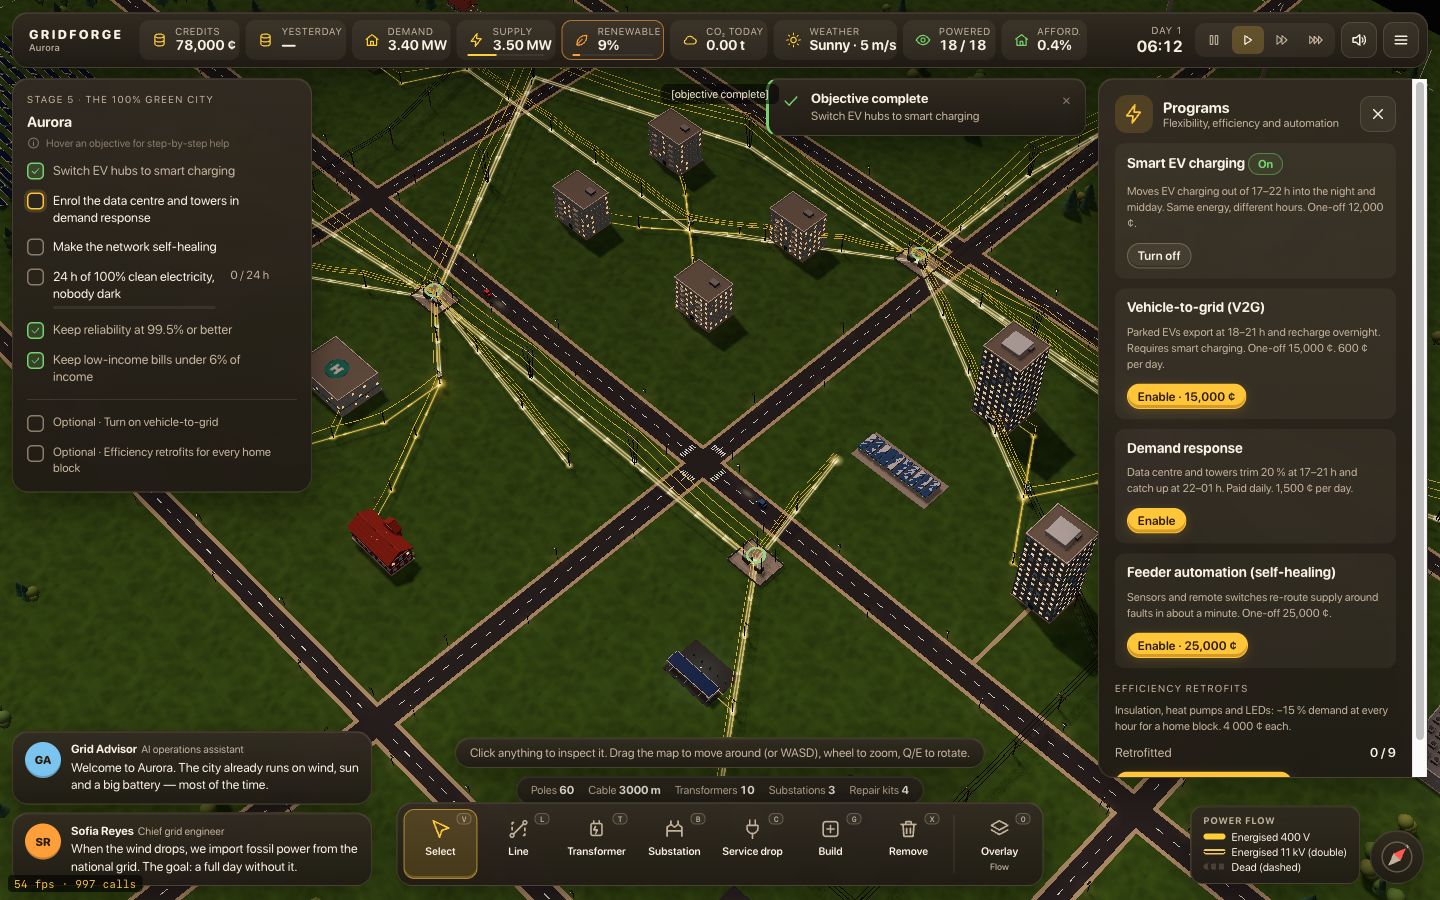 GRIDFORGE
Aurora
CREDITS
78,000 ¢
YESTERDAY
—
DEMAND
3.40 MW
SUPPLY
3.50 MW
RENEWABLE
9%
CO₂ TODAY
0.00 t
WEATHER
Sunny · 5 m/s
POWERED
18 / 18
AFFORD.
0.4%
DAY 1
06:12
STAGE 5 · THE 100% GREEN CITY
Aurora
Hover an objective for step-by-step help
Switch EV hubs to smart charging
Enrol the data centre and towers in
demand response
Make the network self-healing
24 h of 100% clean electricity, 0 / 24 h
nobody dark
Keep reliability at 99.5% or better
Keep low-income bills under 6% of
income
Optional · Turn on vehicle-to-grid
Optional · Efficiency retrofits for every home
block
[objective complete]
Objective complete
Switch EV hubs to smart charging
Programs
Flexibility, efficiency and automation
Smart EV charging On
Moves EV charging out of 17–22 h into the night and
midday. Same energy, different hours. One-off 12,000
¢.
Turn off
Vehicle-to-grid (V2G)
Parked EVs export at 18–21 h and recharge overnight.
Requires smart charging. One-off 15,000 ¢. 600 ¢
per day.
Enable · 15,000 ¢
Demand response
Data centre and towers trim 20 % at 17–21 h and
catch up at 22–01 h. Paid daily. 1,500 ¢ per day.
Enable
Feeder automation (self-healing)
Sensors and remote switches re-route supply around
faults in about a minute. One-off 25,000 ¢.
Enable · 25,000 ¢
EFFICIENCY RETROFITS
Insulation, heat pumps and LEDs: −15 % demand at every
hour for a home block. 4 000 ¢ each.
Retrofitted 0 / 9
H
GA
Grid Advisor AI operations assistant
Welcome to Aurora. The city already runs on wind, sun
and a big battery — most of the time.
SR
Sofia Reyes Chief grid engineer
When the wind drops, we import fossil power from the
national grid. The goal: a full day without it.
54 fps · 997 calls
Click anything to inspect it. Drag the map to move around (or WASD), wheel to zoom, Q/E to rotate.
Poles 60 Cable 3000 m Transformers 10 Substations 3 Repair kits 4
V
Select
L
Line
T
Transformer
B
Substation
C
Service drop
G
Build
X
Remove
O
Overlay
Flow
POWER FLOW
Energised 400 V
Energised 11 kV (double)
Dead (dashed)